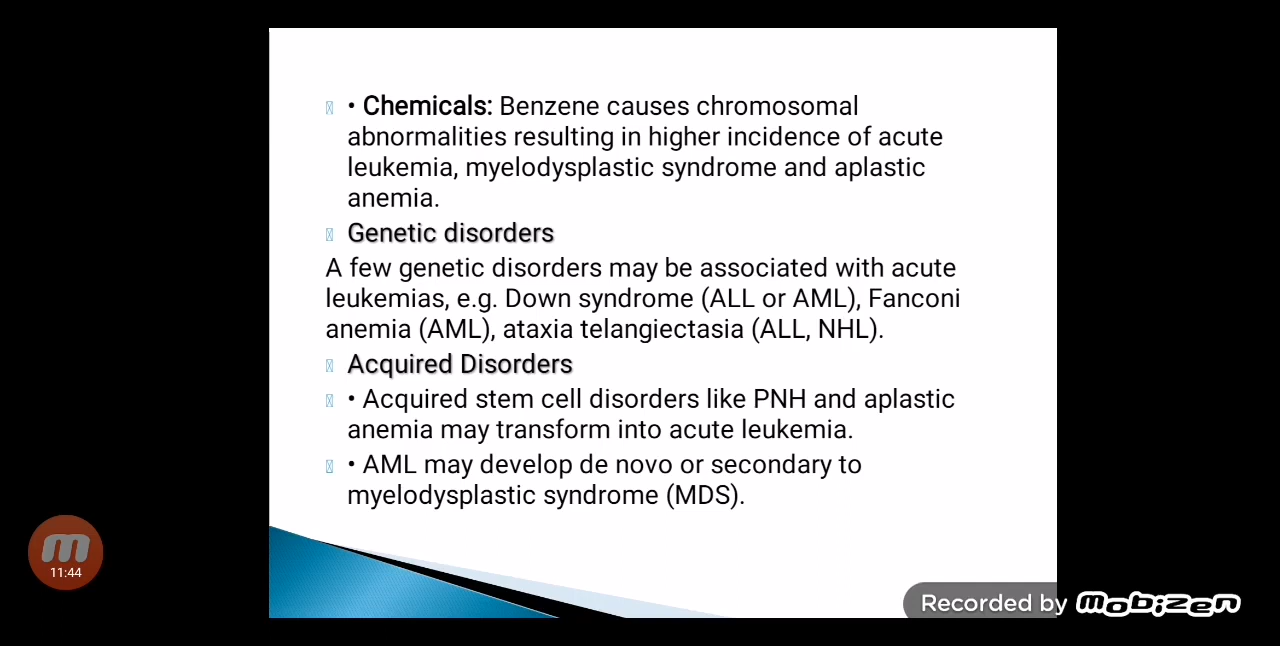 • Chemicals: Benzene causes chromosomal
abnormalities resulting in higher incidence of acute
leukemia, myelodysplastic syndrome and aplastic
anemia.
Genetic disorders
A few genetic disorders may be associated with acute
leukemias, e.g. Down syndrome (ALL or AML), Fanconi
anemia (AML), ataxia telangiectasia (ALL, NHL).
Acquired Disorders
• Acquired stem cell disorders like PNH and aplastic
anemia may transform into acute leukemia.
• AML may develop de novo or secondary to
myelodysplastic syndrome (MDS).
m
11:44
Recorded by mobizen